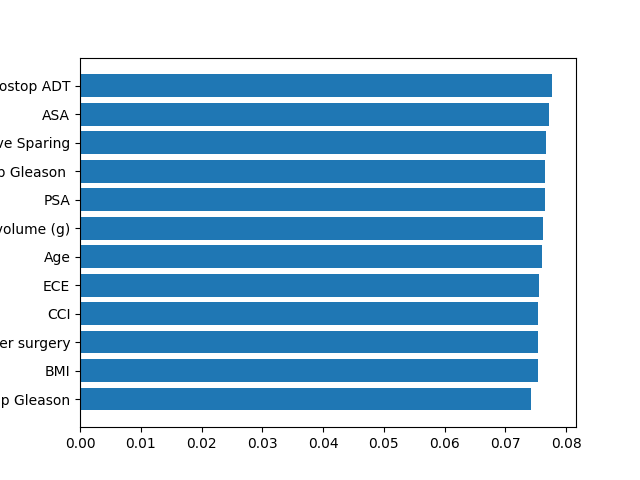 ostop ADT
ASA
ve Sparing
p Gleason
PSA
volume (g)
Age
ECE
CCI
er surgery
BMI
p Gleason
0.00 0.01 0.02 0.03 0.04 0.05 0.06 0.07 0.08